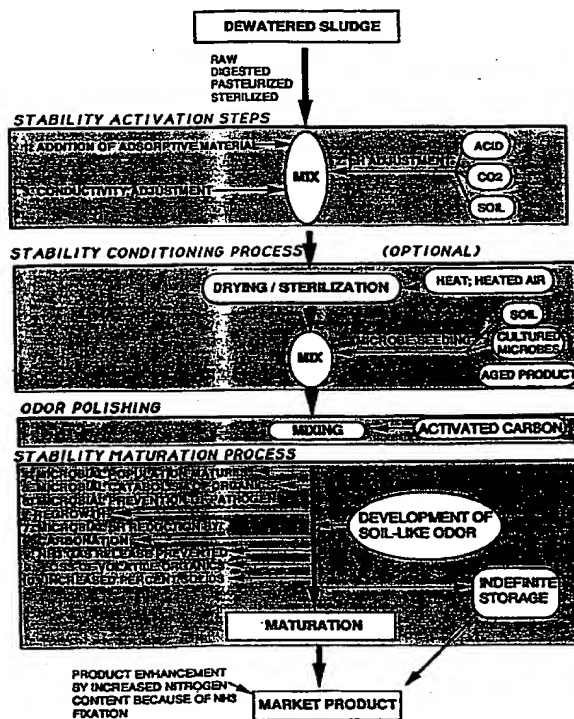 DEWATERED SLUDGE
RAW
DIGESTED
PASTEURIZED
STERILIZED
STABILITY ACTIVATION STEPS
ADDITION OF ADSORPTIVE MATERIAL
MIX
ADJUSTMENT
ACID
CO2
SOIL
CONDUCTIVITY ADJUSTMENT
STABILITY CONDITIONING PROCESS (OPTIONAL)
DRYING / STERILIZATION
HEAT; HEATED AIR
MIX
MICROBE SEEDING
SOIL
CULTURED
MICROBES
AGED PRODUCT
ODOR POLISHING
MIXING
ACTIVATED CARBON
STABILITY MATURATION PROCESS
MICROBIAL POPULATION MATURES
MICROBIAL CATABOLISM OF ORGANIC
MICROBIAL PREVENTION OF PATHOGEN
REGROWTH
MICROBIAL PH REDUCTION BY
CARBONATION
GAS RELEASE PREVENTED
LOSS OF VOLATILE ORGANICS
INCREASED PERCENT SOLIDS
DEVELOPMENT OF
SOIL-LIKE ODOR
INDEFINITE
STORAGE
MATURATION
PRODUCT ENHANCEMENT
BY INCREASED NITROGEN
CONTENT BECAUSE OF NH3
FIXATION
MARKET PRODUCT